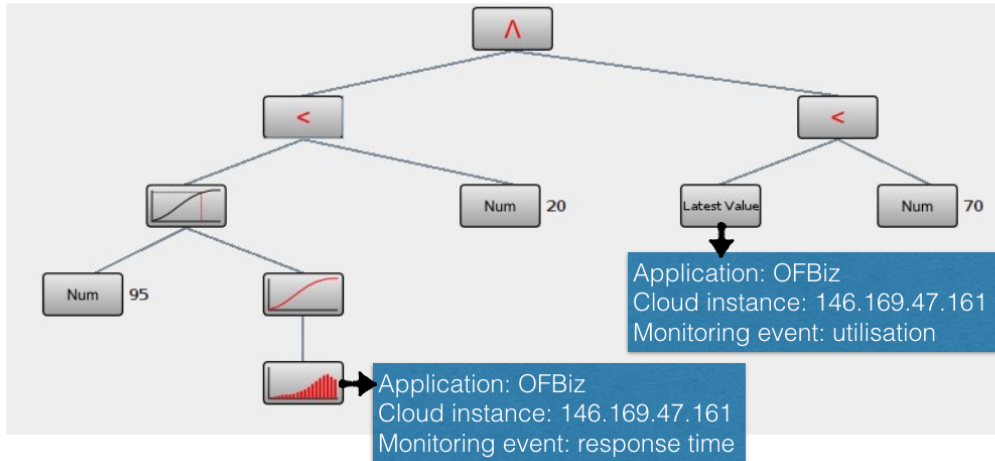 Λ
<
<
Num 20
Latest Value
Num 70
Num 95
Application: OFBiz
Cloud instance: 146.169.47.161
Monitoring event: utilisation
Application: OFBiz
Cloud instance: 146.169.47.161
Monitoring event: response time